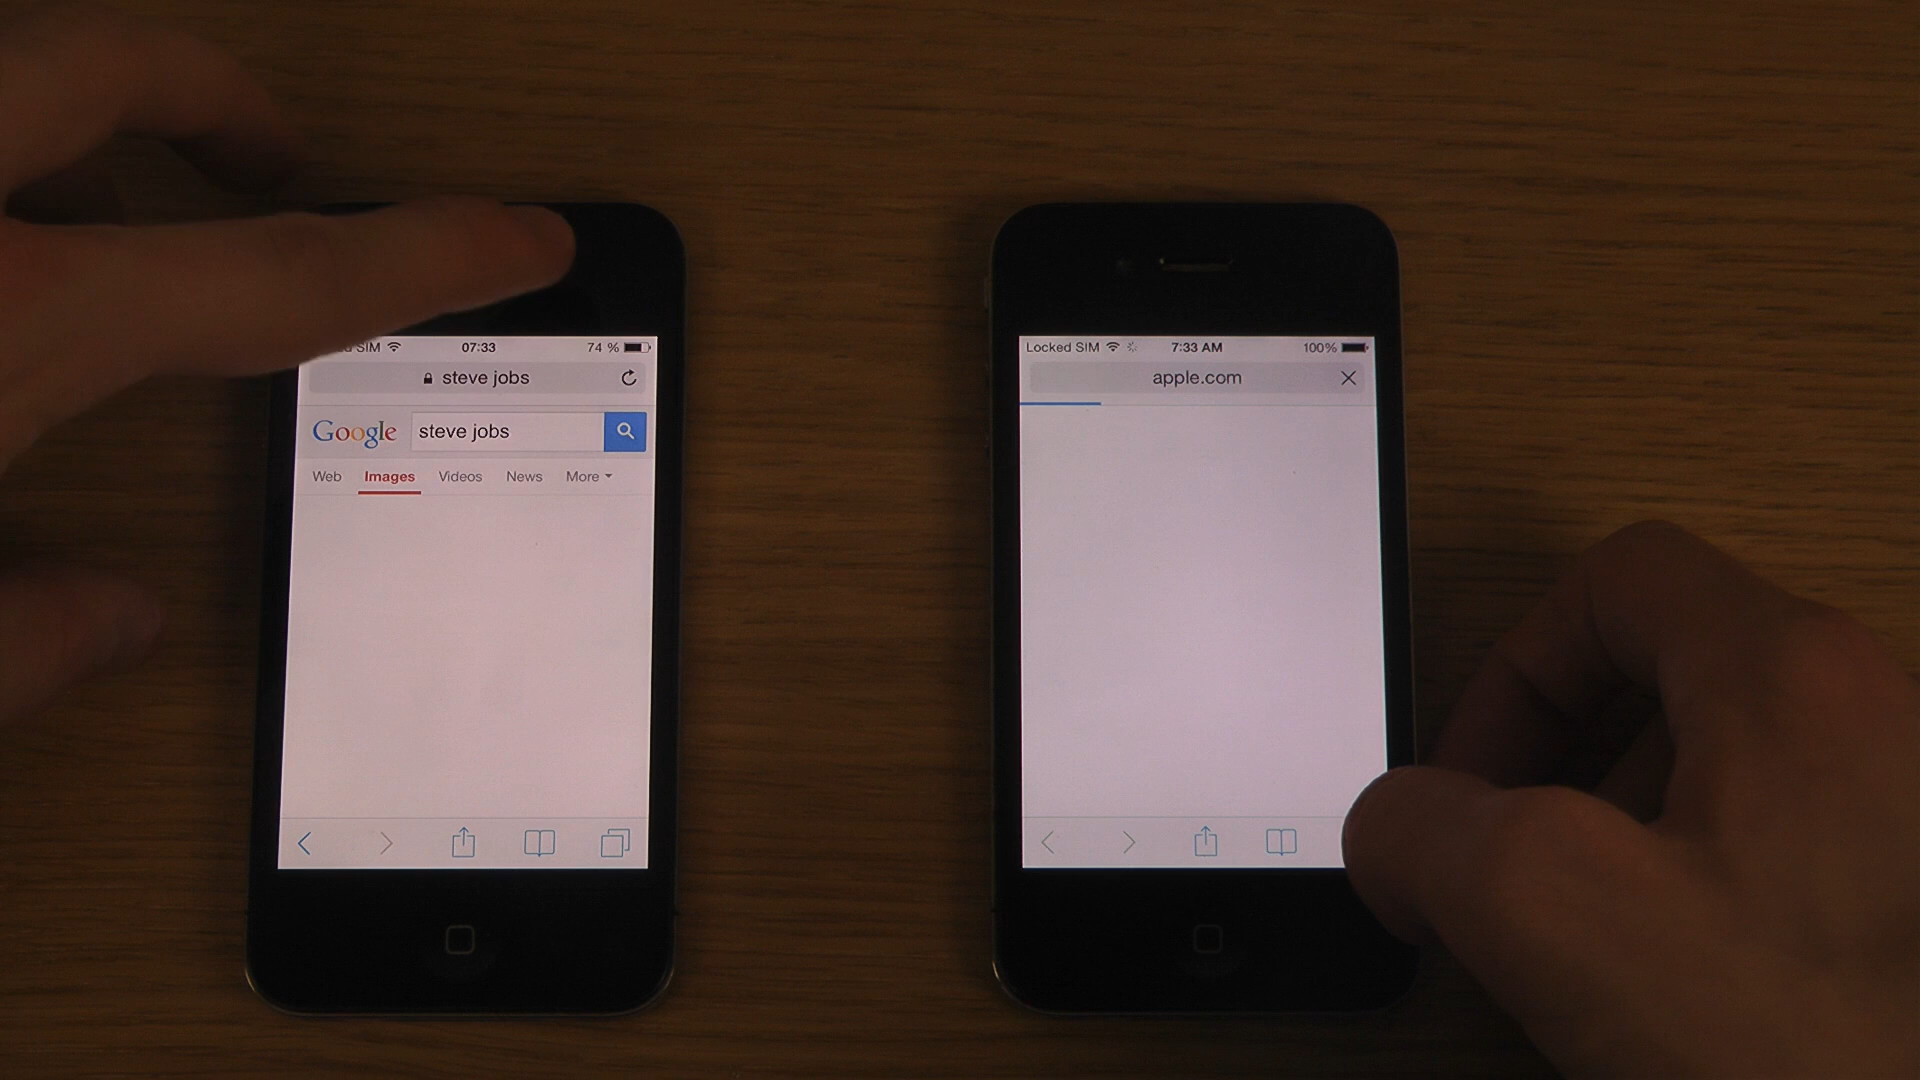 SIM 07:33 74 %
steve jobs
Google steve jobs
Web Images Videos News More
Locked SIM 7:33 AM 100%
apple.com